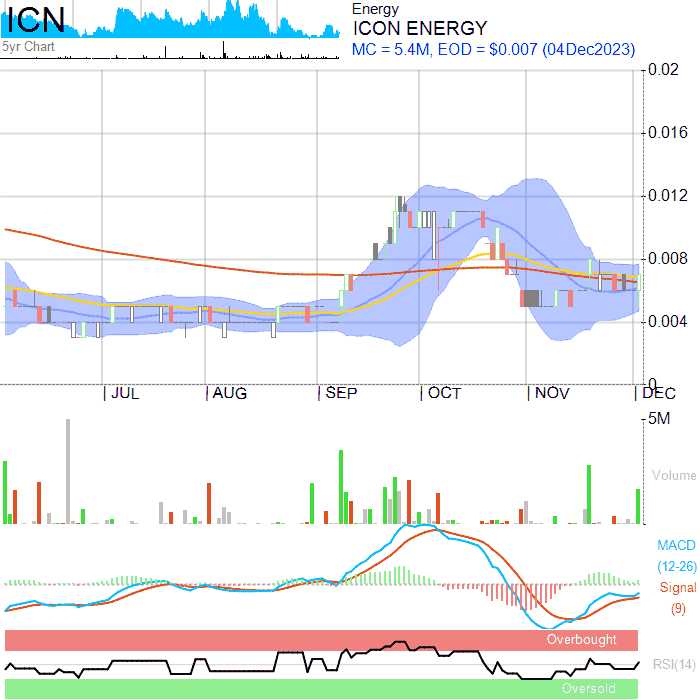 ICN
5yr Chart
Energy
ICON ENERGY
MC = 5.4M, EOD = $0.007 (04Dec2023)
0.02
0.016
0.012
0.008
0.004
0
JUL AUG SEP OCT NOV DEC
5M
Volume
MACD
(12-26)
Signal
(9)
Overbought
RSI(14)
Oversold